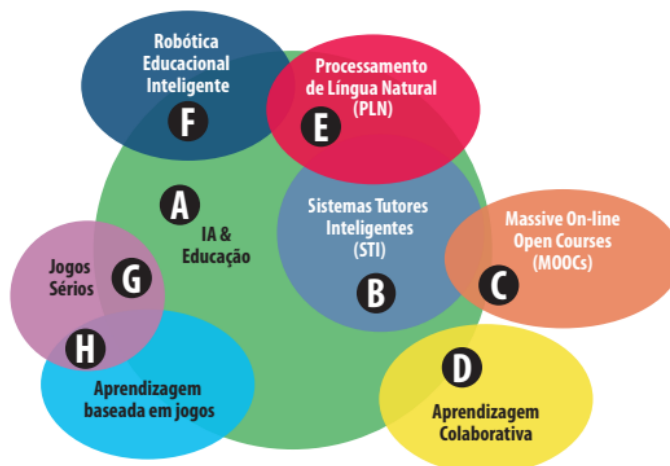 Robótica
Educacional
Inteligente
F
Processamento
de Língua Natural
(PLN)
E
A
IA &
Educação
Sistemas Tutores
Inteligentes
(STI)
B
Massive On-line
Open Courses
(MOOCs)
C
Jogos
Sérios
G
H
Aprendizagem
baseada em jogos
D
Aprendizagem
Colaborativa